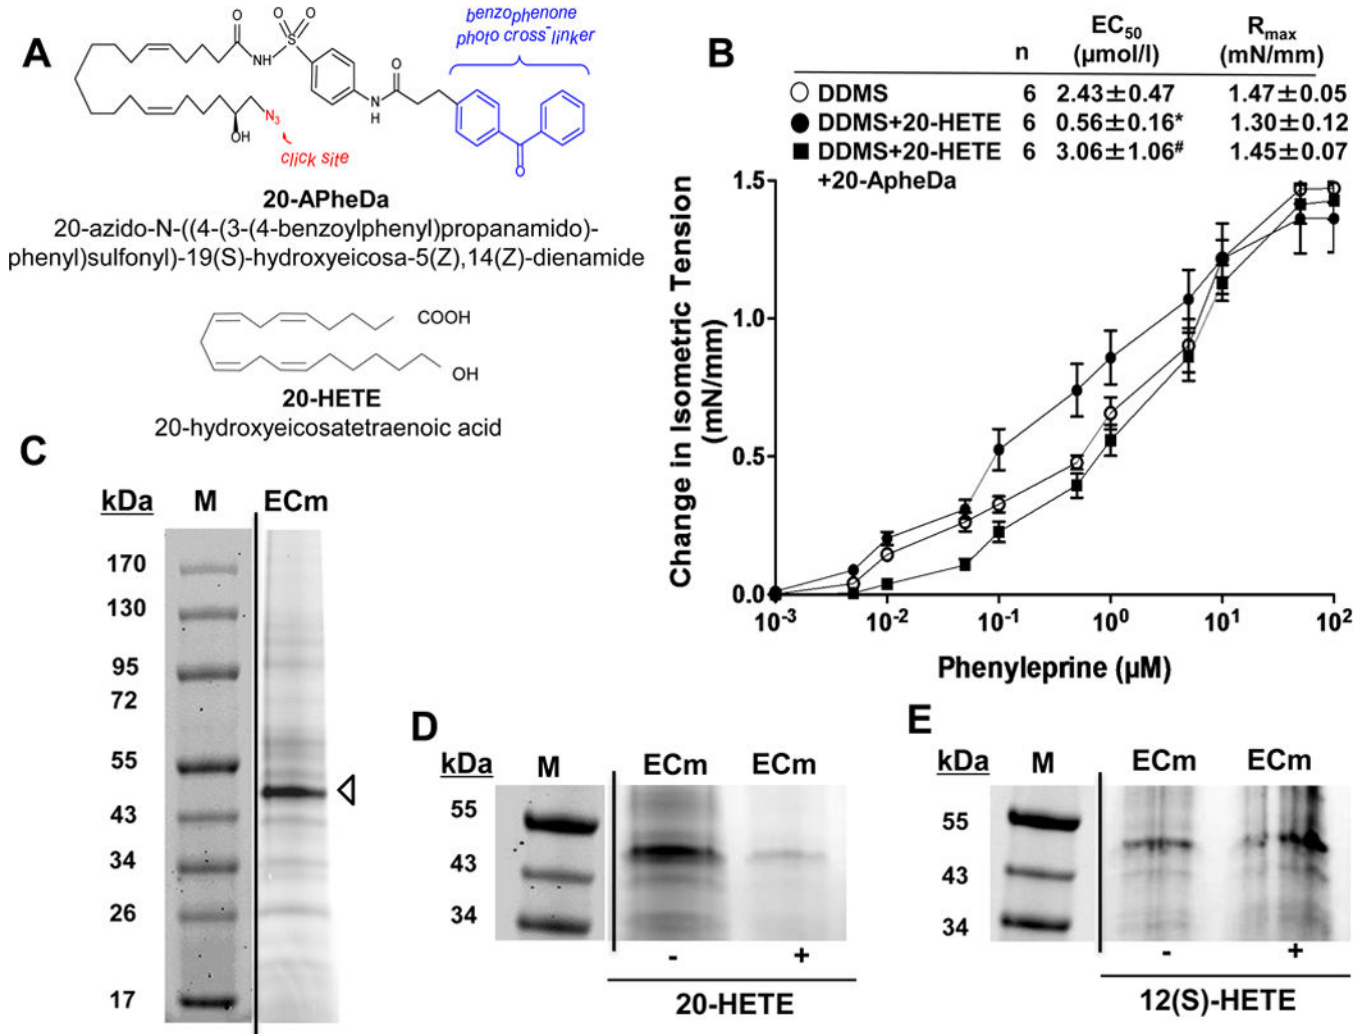 A
benzophenone
photo cross-linker
O
O
O
S
NH
O
N
H
N3
OH
click site
O
20-APheDa
20-azido-N-((4-(3-(4-benzoylphenyl)propanamido)-
phenyl)sulfonyl)-19(S)-hydroxyeicosa-5(Z),14(Z)-dienamide
COOH
OH
20-HETE
20-hydroxyeicosatetraenoic acid
B
EC50 Rmax
n (µmol/l) (mN/mm)
DDMS 6 2.43±0.47 1.47±0.05
DDMS+20-HETE 6 0.56±0.16* 1.30±0.12
DDMS+20-HETE 6 3.06±1.06# 1.45±0.07
+20-ApheDa
Change in Isometric Tension
(mN/mm)
1.5
1.0
0.5
0.0
10-3 10-2 10-1 100 101 102
Phenyleprine (µM)
C
kDa M ECm
170
130
95
72
55
43
34
26
17
D
kDa M ECm ECm
55
43
34
- +
20-HETE
E
kDa M ECm ECm
55
43
34
- +
12(S)-HETE